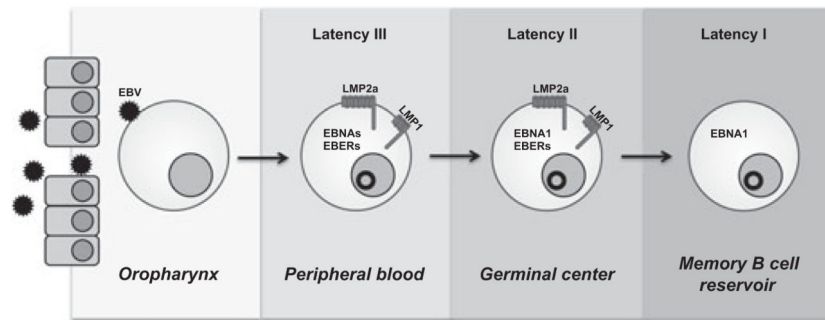 Latency III
Latency II
Latency I
EBV
LMP2a
LMP1
EBNAs
EBERs
LMP2a
LMP1
EBNA1
EBERs
EBNA1
Oropharynx
Peripheral blood
Germinal center
Memory B cell
reservoir